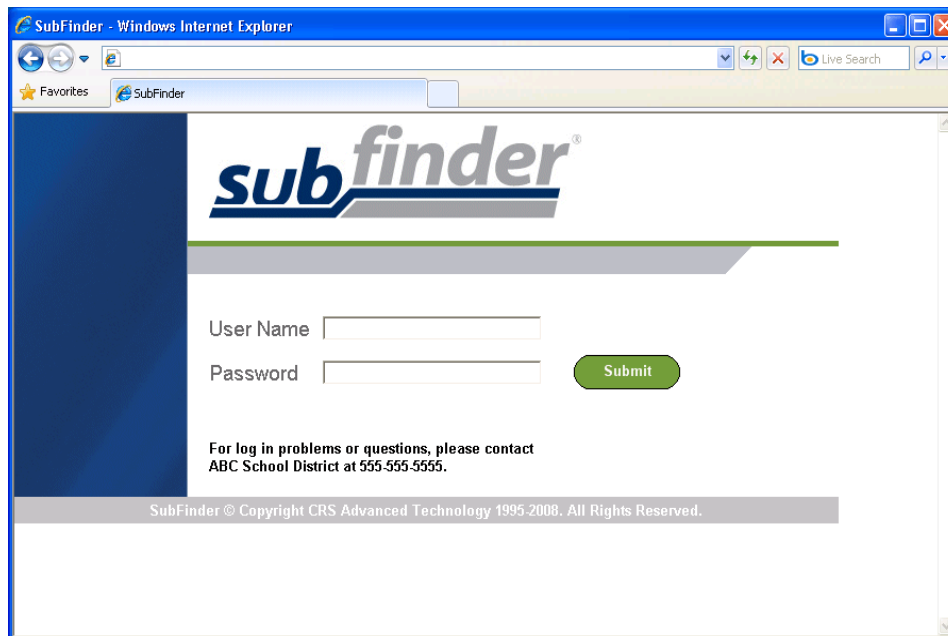 SubFinder - Windows Internet Explorer
Live Search
Favorites
SubFinder
subfinder®
User Name
Password
Submit
For log in problems or questions, please contact
ABC School District at 555-555-5555.
SubFinder © Copyright CRS Advanced Technology 1995-2008. All Rights Reserved.